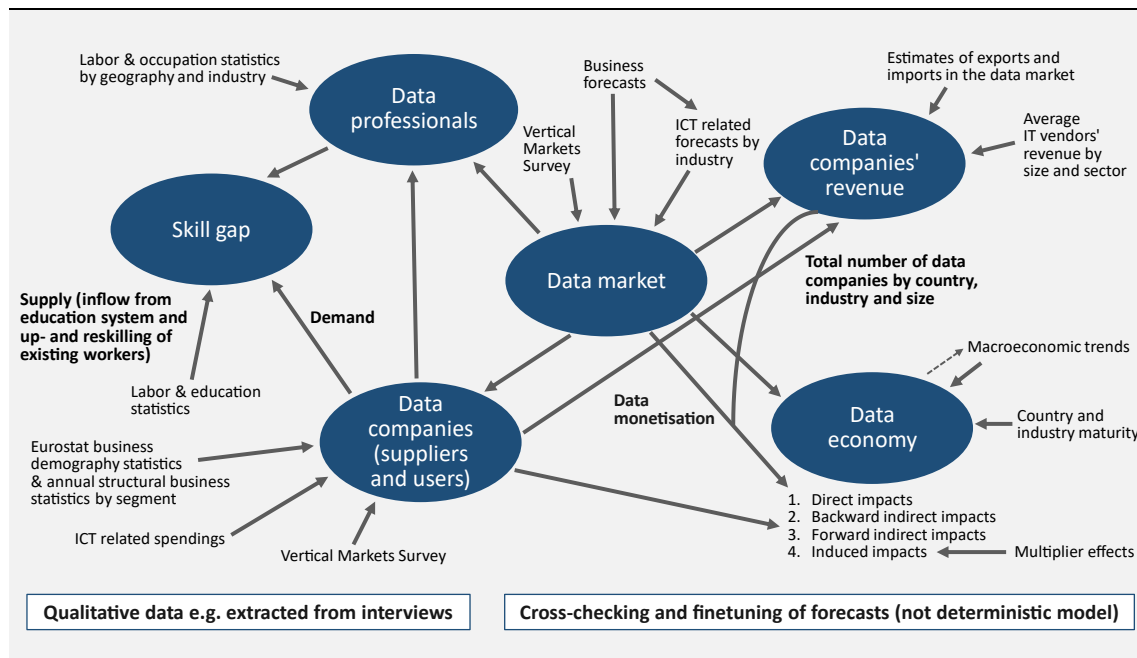 Labor & occupation statistics
by geography and industry
Data
professionals
Business
forecasts
Vertical
Markets
Survey
ICT related
forecasts by
industry
Estimates of exports and
imports in the data market
Data
companies'
revenue
Average
IT vendors'
revenue by
size and sector
Skill gap
Data market
Supply (inflow from
education system and
up- and reskilling of
existing workers)
Demand
Total number of data
companies by country,
industry and size
Labor & education
statistics
Data
companies
(suppliers
and users)
Data
monetisation
Macroeconomic trends
Data
economy
Country and
industry maturity
Eurostat business
demography statistics
& annual structural business
statistics by segment
ICT related spendings
Vertical Markets Survey
1. Direct impacts
2. Backward indirect impacts
3. Forward indirect impacts
4. Induced impacts
Multiplier effects
Qualitative data e.g. extracted from interviews
Cross-checking and finetuning of forecasts (not deterministic model)